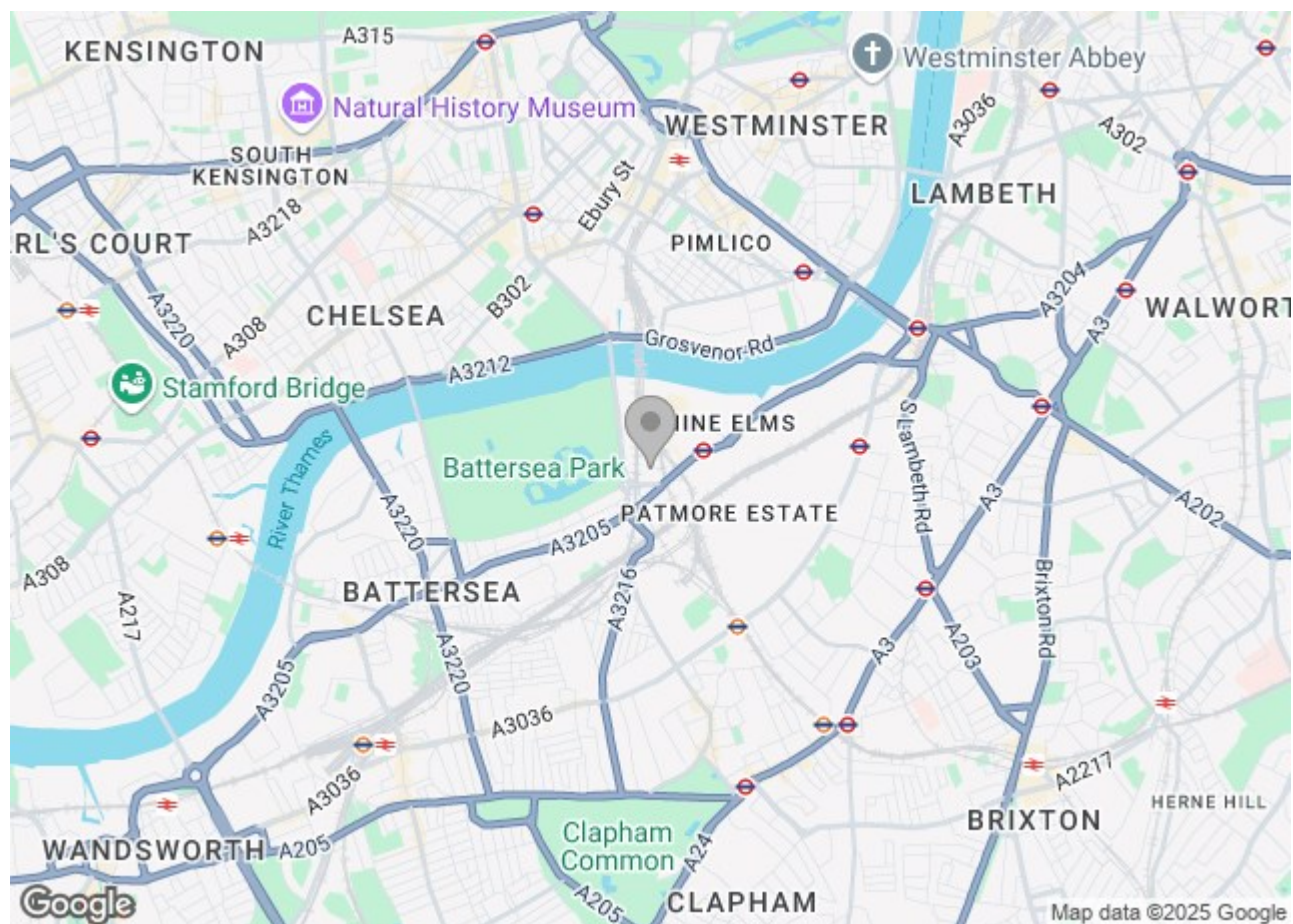 KENSINGTON
A315
Westminster Abbey
Natural History Museum
A3036
A302
WESTMINSTER
SOUTH
KENSINGTON
Ebury St
LAMBETH
A3218
RL'S COURT
PIMLICO
B302
A3204
A3220
A308
CHELSEA
A3
WALWORT
Grosvenor Rd
A3212
Stamford Bridge
NINE ELMS
S Lambeth Rd
Battersea Park
River Thames
A3220
A3
A202
PATMORE ESTATE
A3205
A308
A217
BATTERSEA
A3216
Brixton Rd
A3
A203
A3220
A3205
A3036
A3036
A2217
HERNE HILL
BRIXTON
WANDSWORTH
A205
Clapham
Common
A24
A205
CLAPHAM
Google
Map data ©2025 Google